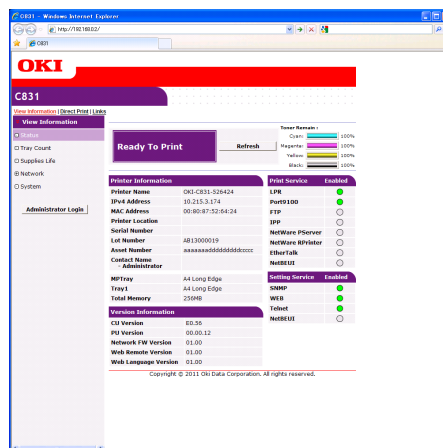 C831 - Windows Internet Explorer
http://192.168.0.2/
C831
OKI
C831
View Information | Direct Print | Links
View Information
Status
Tray Count
Supplies Life
Network
System
Administrator Login
Ready To Print
Refresh
Toner Remain :
Cyan: 100%
Magenta: 100%
Yellow: 100%
Black: 100%
Printer Information
Printer Name OKI-C831-526424
IPv4 Address 10.215.3.174
MAC Address 00:80:87:52:64:24
Printer Location
Serial Number
Lot Number AB13000019
Asset Number
Contact Name
- Administrator
MPTray A4 Long Edge
Tray1 A4 Long Edge
Total Memory 256MB
Version Information
CU Version E0.56
PU Version 00.00.12
Network FW Version 01.00
Web Remote Version 01.00
Web Language Version 01.00
Print Service Enabled
LPR
Port9100
FTP
IPP
NetWare PServer
NetWare RPrinter
EtherTalk
NetBEUI
Setting Service Enabled
SNMP
WEB
Telnet
NetBEUI
Copyright © 2011 Oki Data Corporation. All rights reserved.